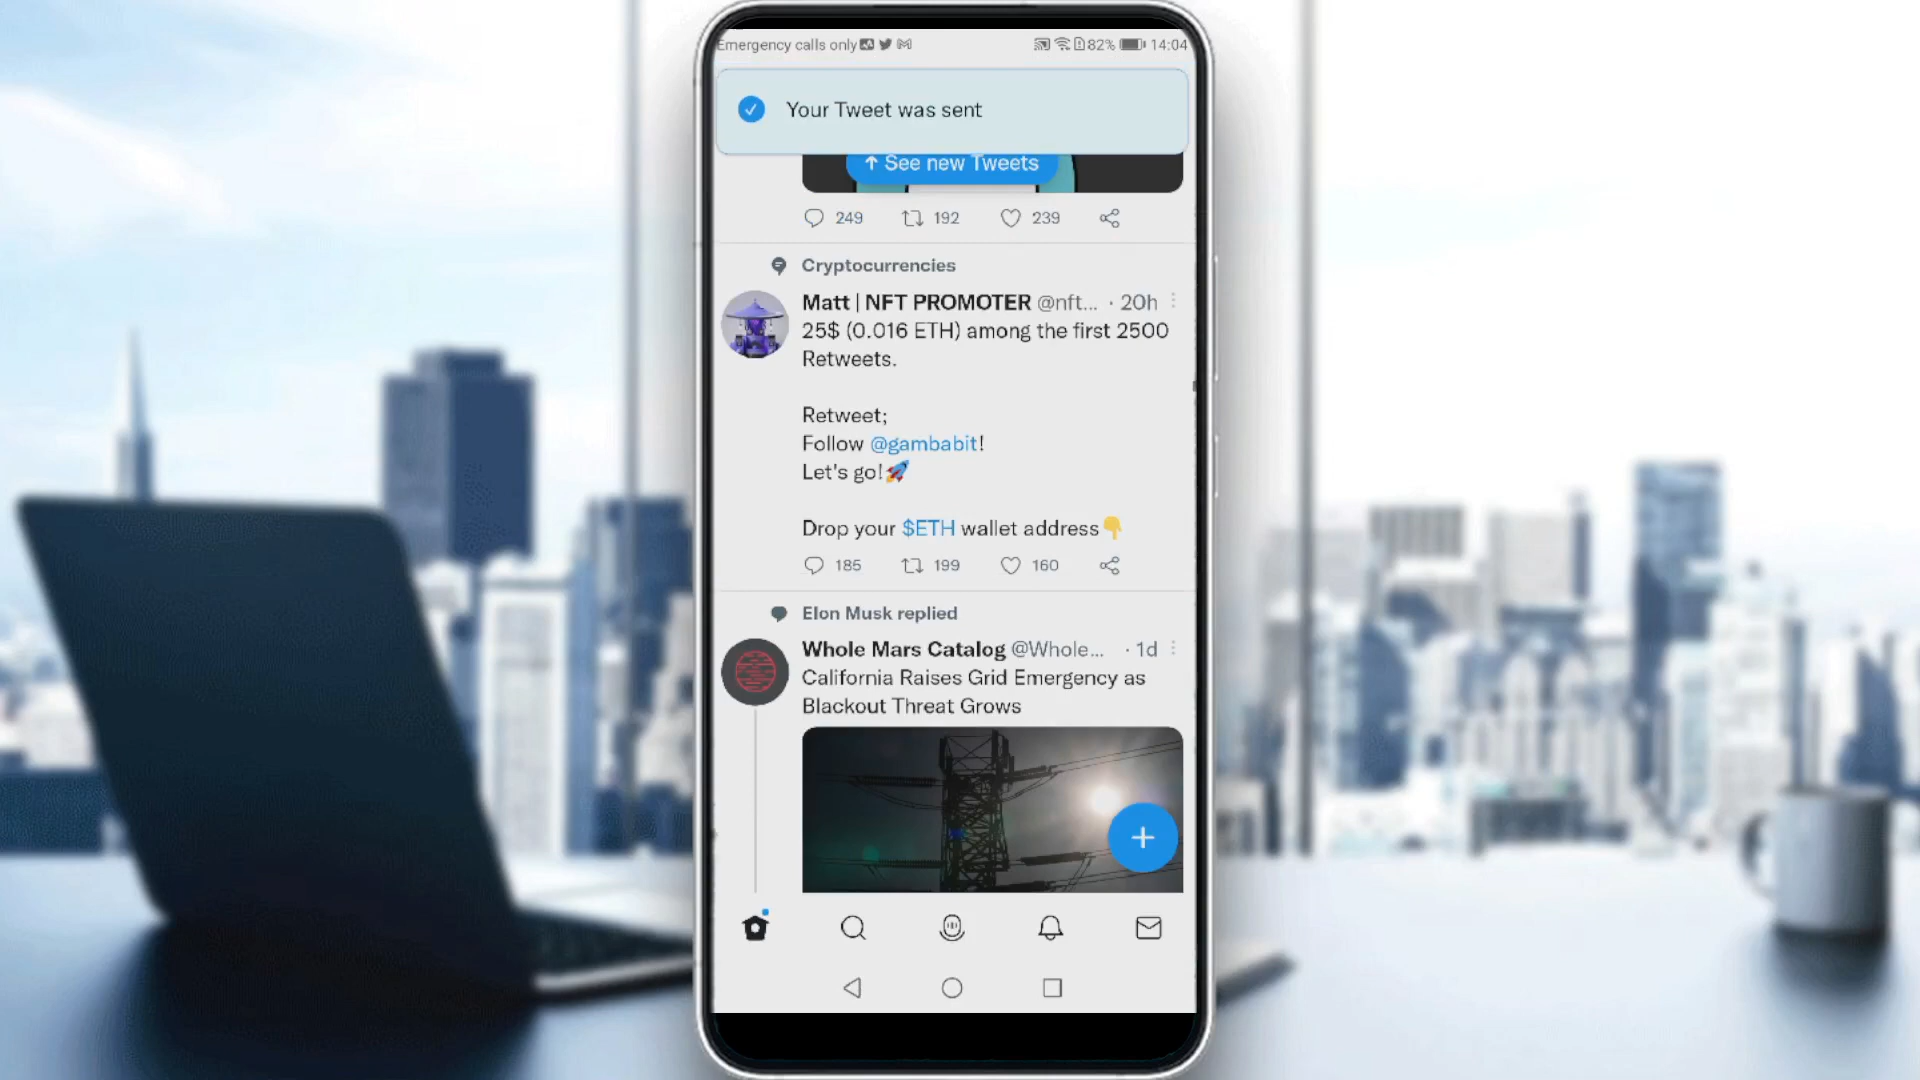 Emergency calls only 82% 14:04
Your Tweet was sent
↑ See new Tweets
249 192 239
Cryptocurrencies
Matt | NFT PROMOTER @nft... · 20h
25$ (0.016 ETH) among the first 2500
Retweets.
Retweet;
Follow @gambabit!
Let's go!🚀
Drop your $ETH wallet address👇
185 199 160
Elon Musk replied
Whole Mars Catalog @Whole... · 1d
California Raises Grid Emergency as
Blackout Threat Grows